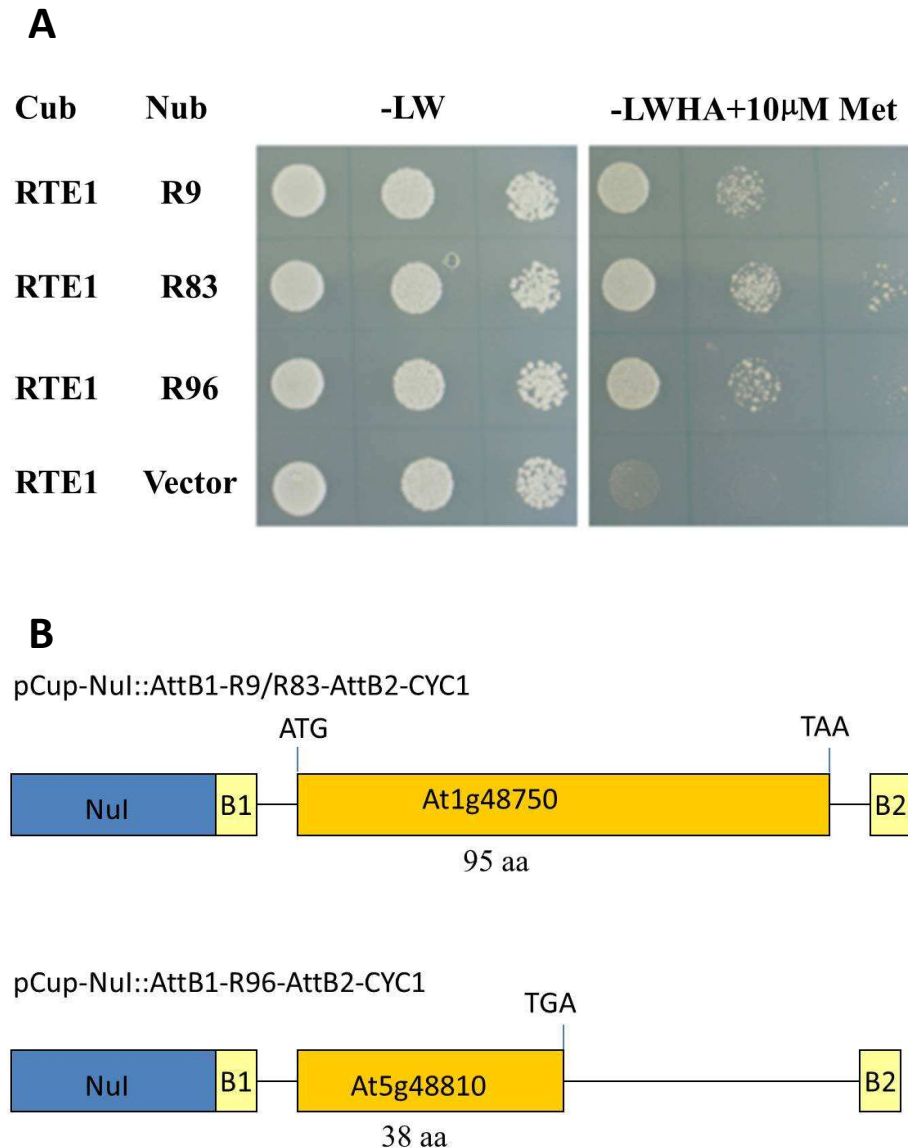 A
Cub Nub -LW -LWHA+10μM Met
RTE1 R9
RTE1 R83
RTE1 R96
RTE1 Vector
B
pCup-NuI::AttB1-R9/R83-AttB2-CYC1
ATG TAA
NuI B1 At1g48750 B2
95 aa
pCup-NuI::AttB1-R96-AttB2-CYC1
TGA
NuI B1 At5g48810 B2
38 aa